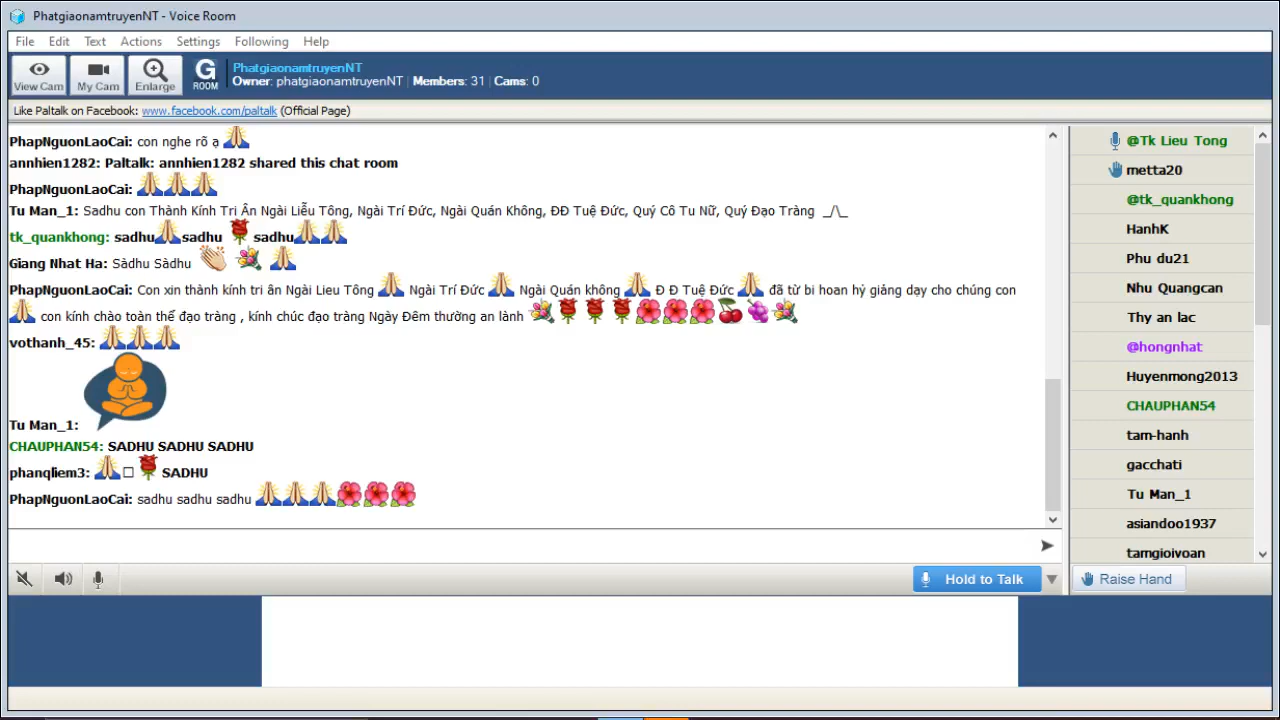 PhatgiaonamtruyenNT - Voice Room
File Edit Text Actions Settings Following Help
View Cam My Cam Enlarge G ROOM
PhatgiaonamtruyenNT
Owner: phatgiaonamtruyenNT Members: 31 Cams: 0
Like Paltalk on Facebook: www.facebook.com/paltalk (Official Page)
PhapNguonLaoCai: con nghe rõ ạ
annhien1282: Paltalk: annhien1282 shared this chat room
PhapNguonLaoCai:
Tu Man_1: Sadhu con Thành Kính Tri Ân Ngài Liễu Tông, Ngài Trí Đức, Ngài Quán Không, ĐĐ Tuệ Đức, Quý Cô Tu Nữ, Quý Đạo Tràng _/\_
tk_quankhong: sadhu sadhu sadhu
Giang Nhat Ha: Sàdhu Sàdhu
PhapNguonLaoCai: Con xin thành kính tri ân Ngài Lieu Tông Ngài Trí Đức Ngài Quán không Đ Đ Tuệ Đức đã từ bi hoan hỷ giảng dạy cho chúng con
con kính chào toàn thể đạo tràng , kính chúc đạo tràng Ngày Đêm thường an lành
vothanh_45:
Tu Man_1:
CHAUPHAN54: SADHU SADHU SADHU
phanqliem3: SADHU
PhapNguonLaoCai: sadhu sadhu sadhu
@Tk Lieu Tong
metta20
@tk_quankhong
HanhK
Phu du21
Nhu Quangcan
Thy an lac
@hongnhat
Huyenmong2013
CHAUPHAN54
tam-hanh
gacchati
Tu Man_1
asiandoo1937
tamgioivoan
Hold to Talk
Raise Hand